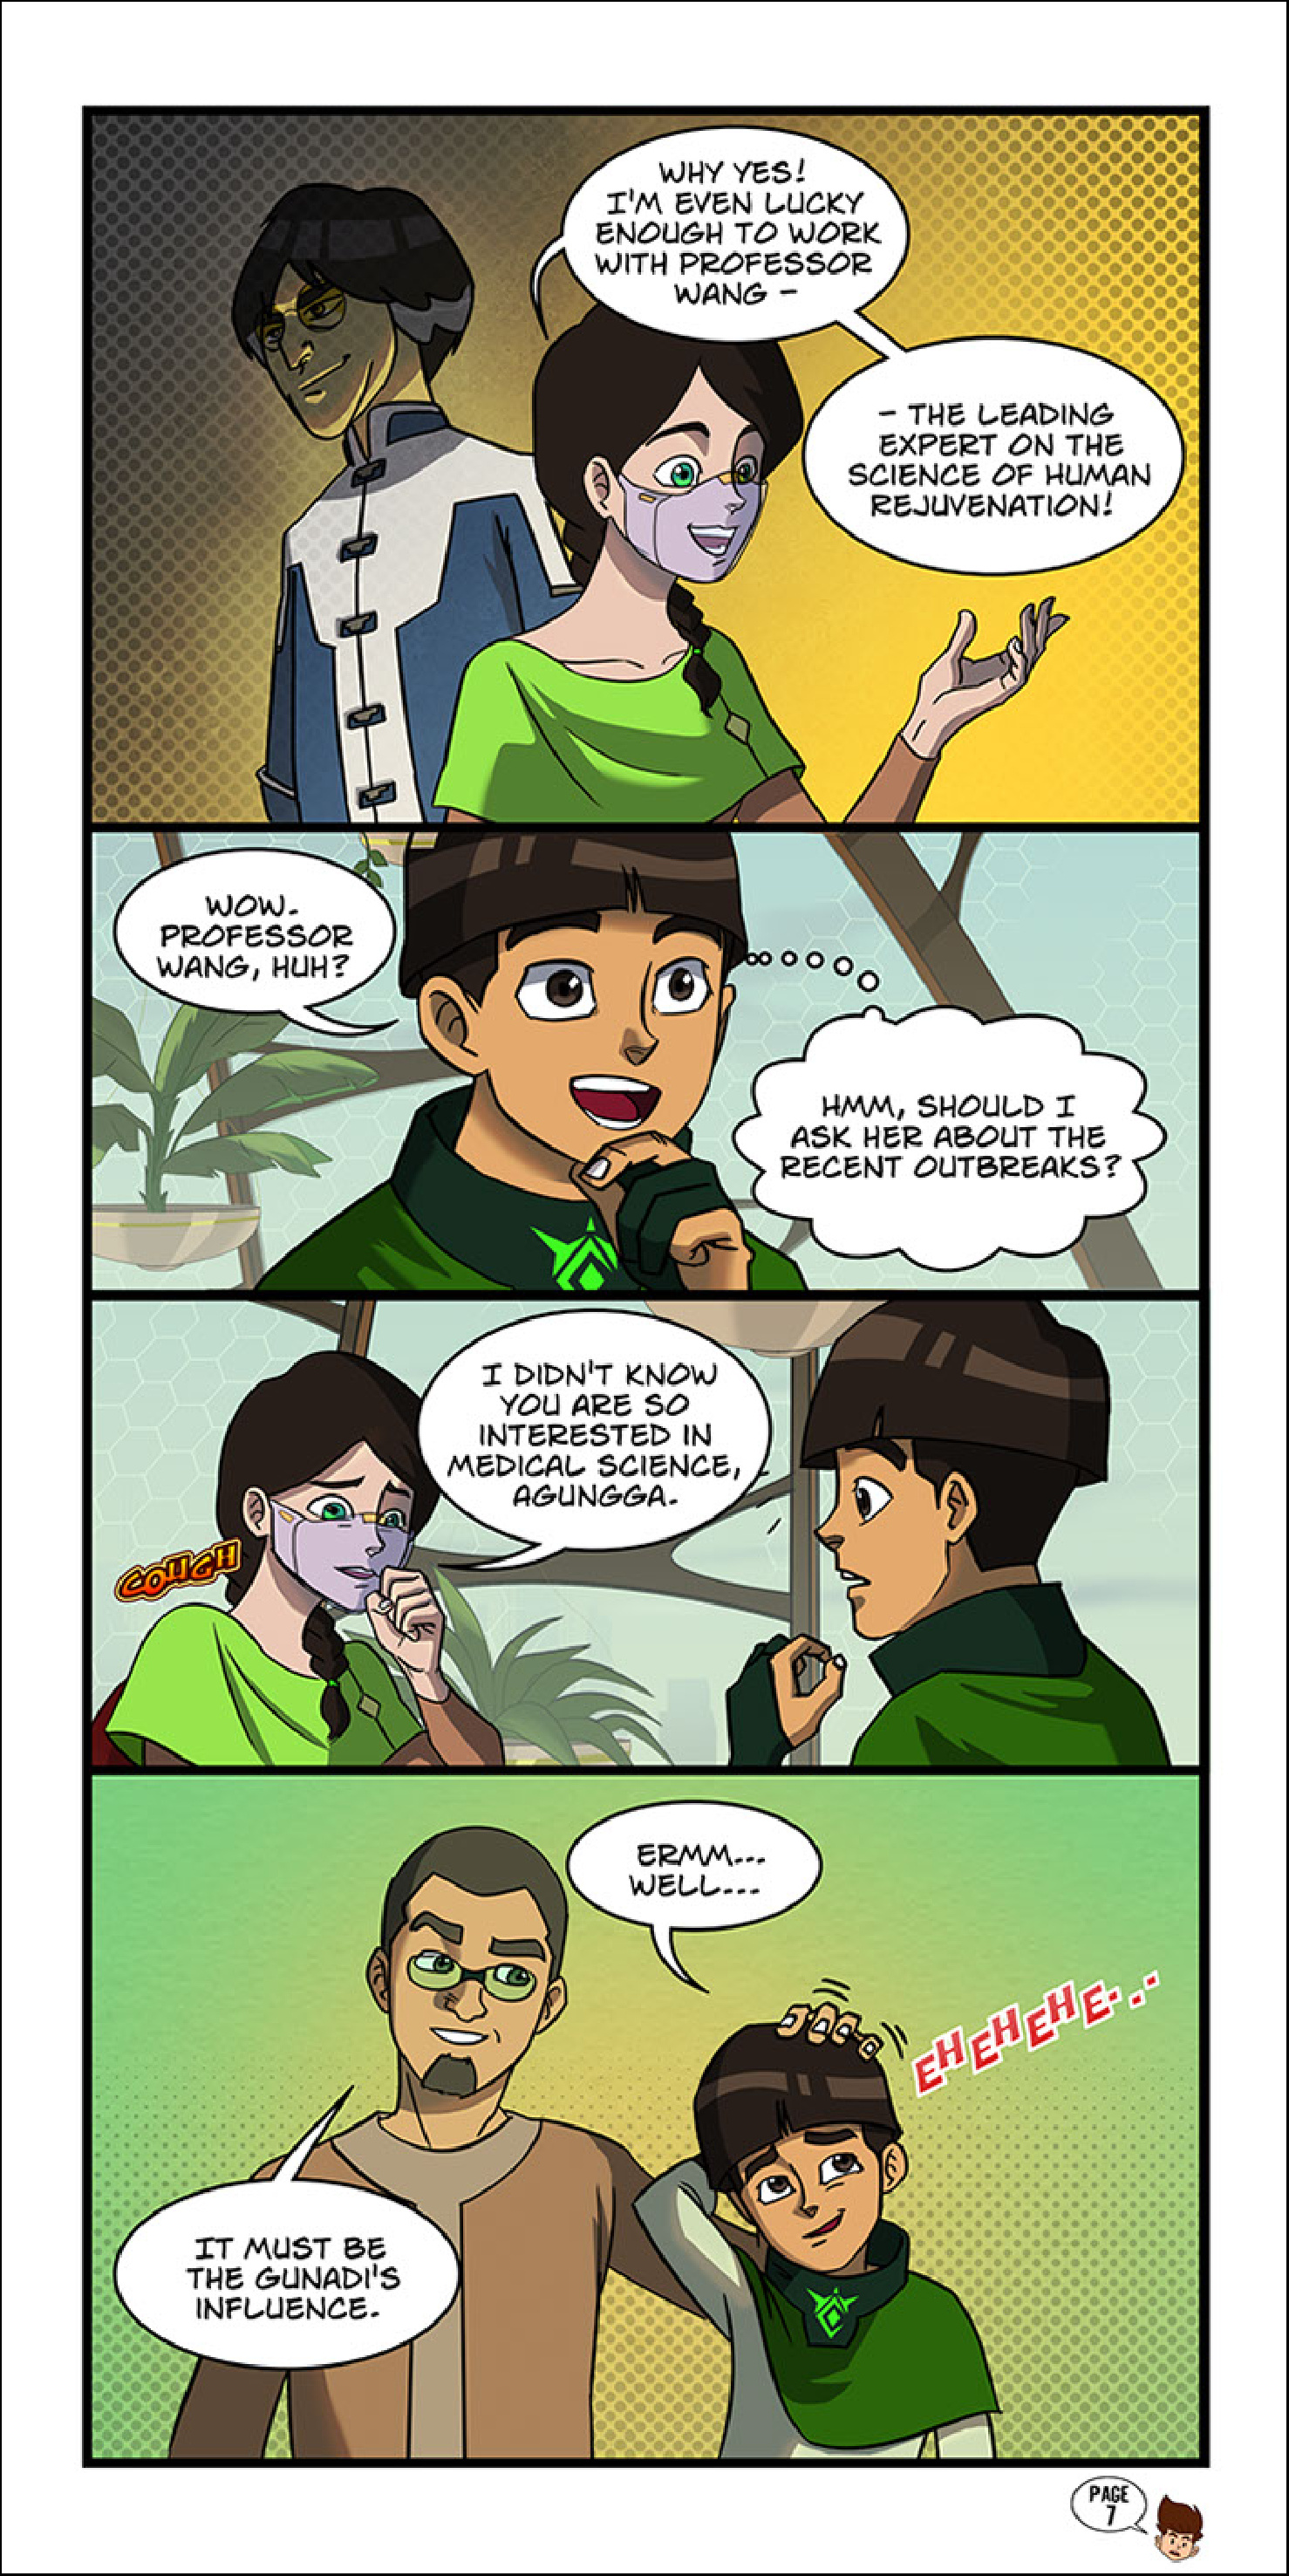 WHY YES!
I'M EVEN LUCKY
ENOUGH TO WORK
WITH PROFESSOR
WANG –
– THE LEADING
EXPERT ON THE
SCIENCE OF HUMAN
REJUVENATION!
WOW.
PROFESSOR
WANG, HUH?
HMM, SHOULD I
ASK HER ABOUT THE
RECENT OUTBREAKS?
I DIDN'T KNOW
YOU ARE SO
INTERESTED IN
MEDICAL SCIENCE,
AGUNGGA.
COUGH
ERMM...
WELL...
EHEHEHE...
IT MUST BE
THE GUNADI'S
INFLUENCE.
PAGE
7